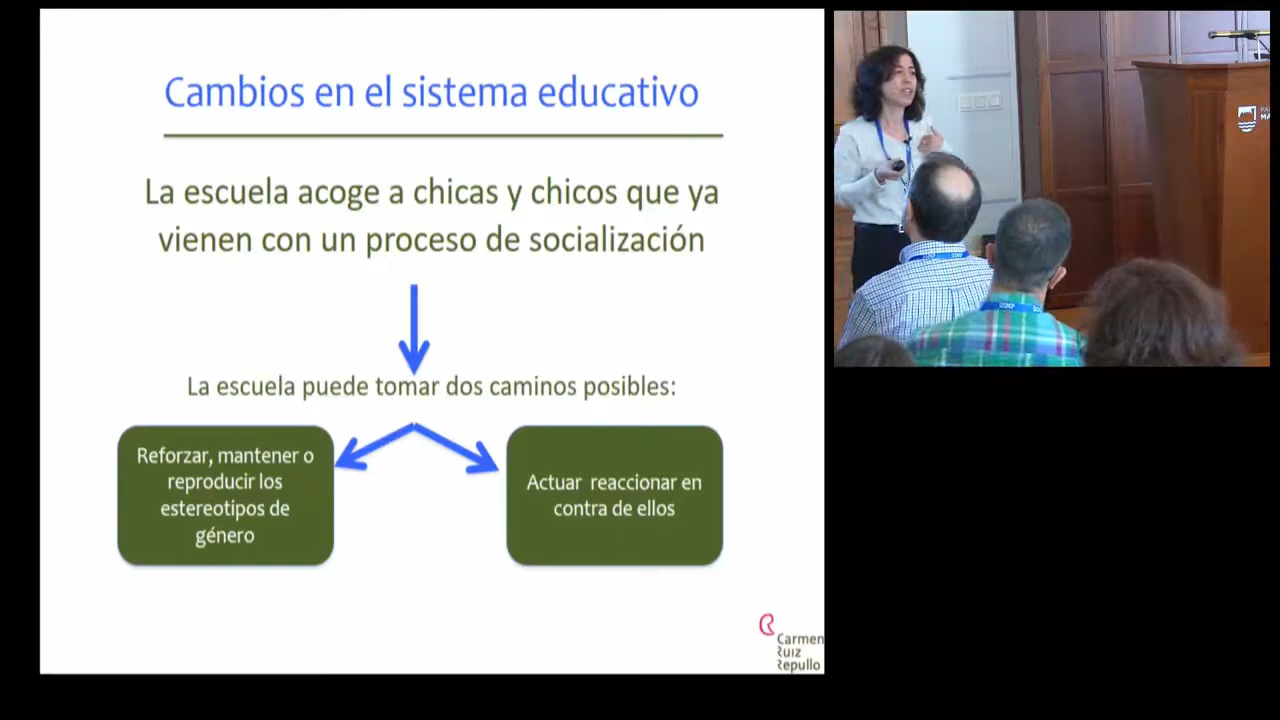 Cambios en el sistema educativo
La escuela acoge a chicas y chicos que ya
vienen con un proceso de socialización
La escuela puede tomar dos caminos posibles:
Reforzar, mantener o
reproducir los
estereotipos de
género
Actuar reaccionar en
contra de ellos
Carmen
Ruiz
Repullo